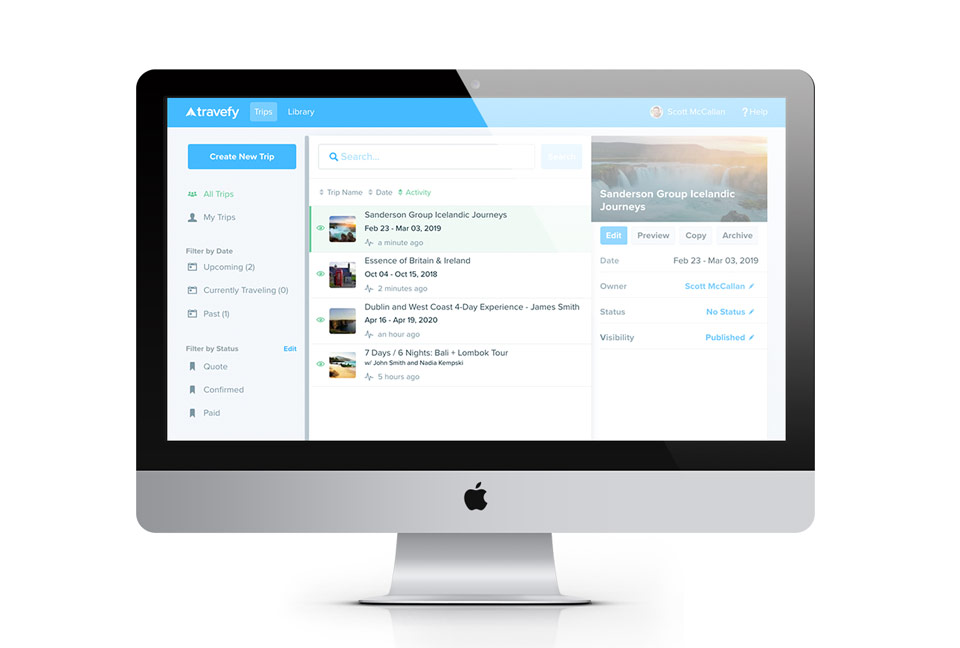 travefy
Trips
Library
Scott McCallan
? Help
Create New Trip
All Trips
My Trips
Filter by Date
Upcoming (2)
Currently Traveling (0)
Past (1)
Filter by Status
Edit
Quote
Confirmed
Paid
Search...
Search
Trip Name
Date
Activity
Sanderson Group Icelandic Journeys
Feb 23 - Mar 03, 2019
a minute ago
Essence of Britain & Ireland
Oct 04 - Oct 15, 2018
2 minutes ago
Dublin and West Coast 4-Day Experience - James Smith
Apr 16 - Apr 19, 2020
an hour ago
7 Days / 6 Nights: Bali + Lombok Tour
w/ John Smith and Nadia Kempski
5 hours ago
Sanderson Group Icelandic
Journeys
Edit
Preview
Copy
Archive
Date
Feb 23 - Mar 03, 2019
Owner
Scott McCallan
Status
No Status
Visibility
Published